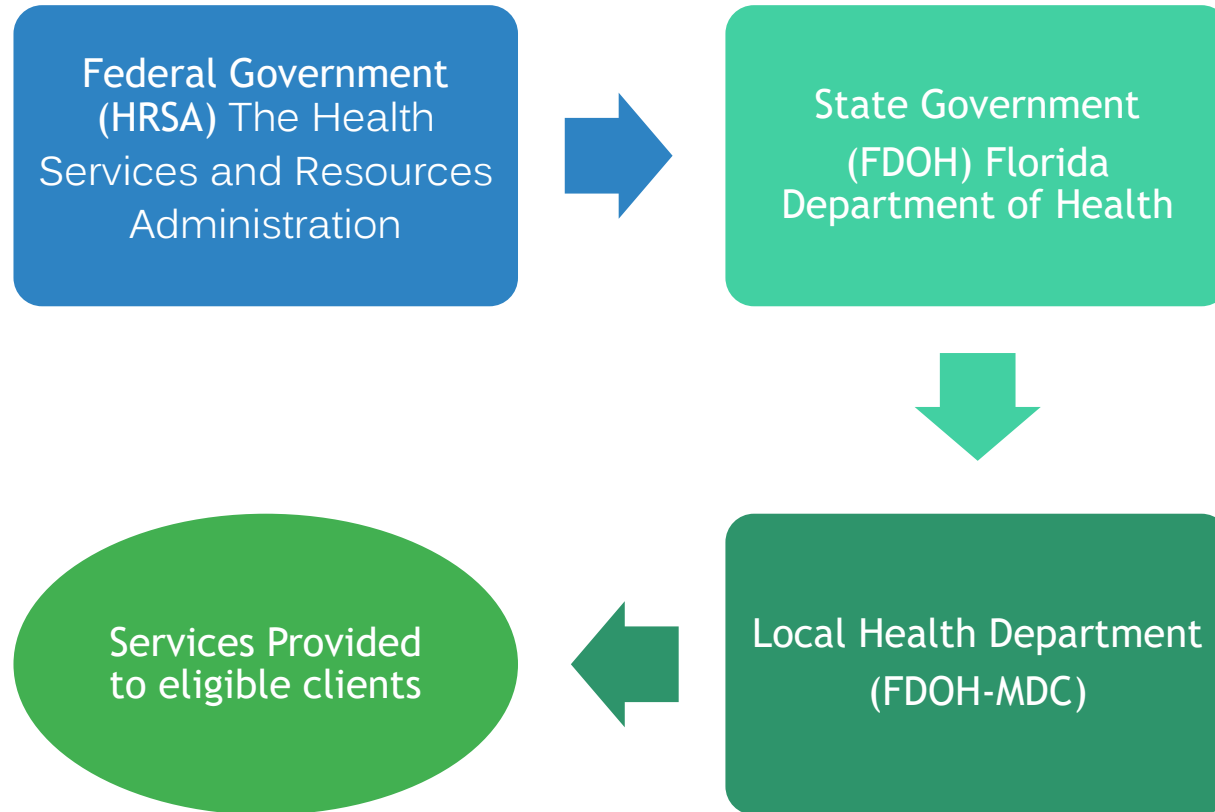 Federal Government
(HRSA) The Health
Services and Resources
Administration
State Government
(FDOH) Florida
Department of Health
Local Health Department
(FDOH-MDC)
Services Provided
to eligible clients